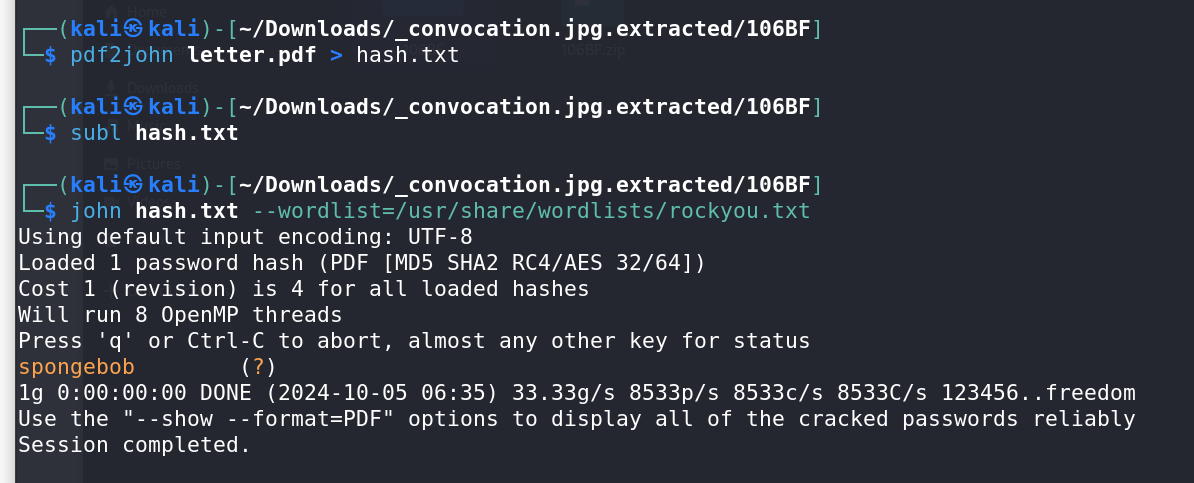 Home
┌──(kali㉿kali)-[~/Downloads/_convocation.jpg.extracted/106BF]
└─$ pdf2john letter.pdf > hash.txt
106BF.zip
Downloads
┌──(kali㉿kali)-[~/Downloads/_convocation.jpg.extracted/106BF]
└─$ subl hash.txt
Pictures
┌──(kali㉿kali)-[~/Downloads/_convocation.jpg.extracted/106BF]
└─$ john hash.txt --wordlist=/usr/share/wordlists/rockyou.txt
Using default input encoding: UTF-8
Loaded 1 password hash (PDF [MD5 SHA2 RC4/AES 32/64])
Cost 1 (revision) is 4 for all loaded hashes
Will run 8 OpenMP threads
Press 'q' or Ctrl-C to abort, almost any other key for status
spongebob        (?)
1g 0:00:00:00 DONE (2024-10-05 06:35) 33.33g/s 8533p/s 8533c/s 8533C/s 123456..freedom
Use the "--show --format=PDF" options to display all of the cracked passwords reliably
Session completed.